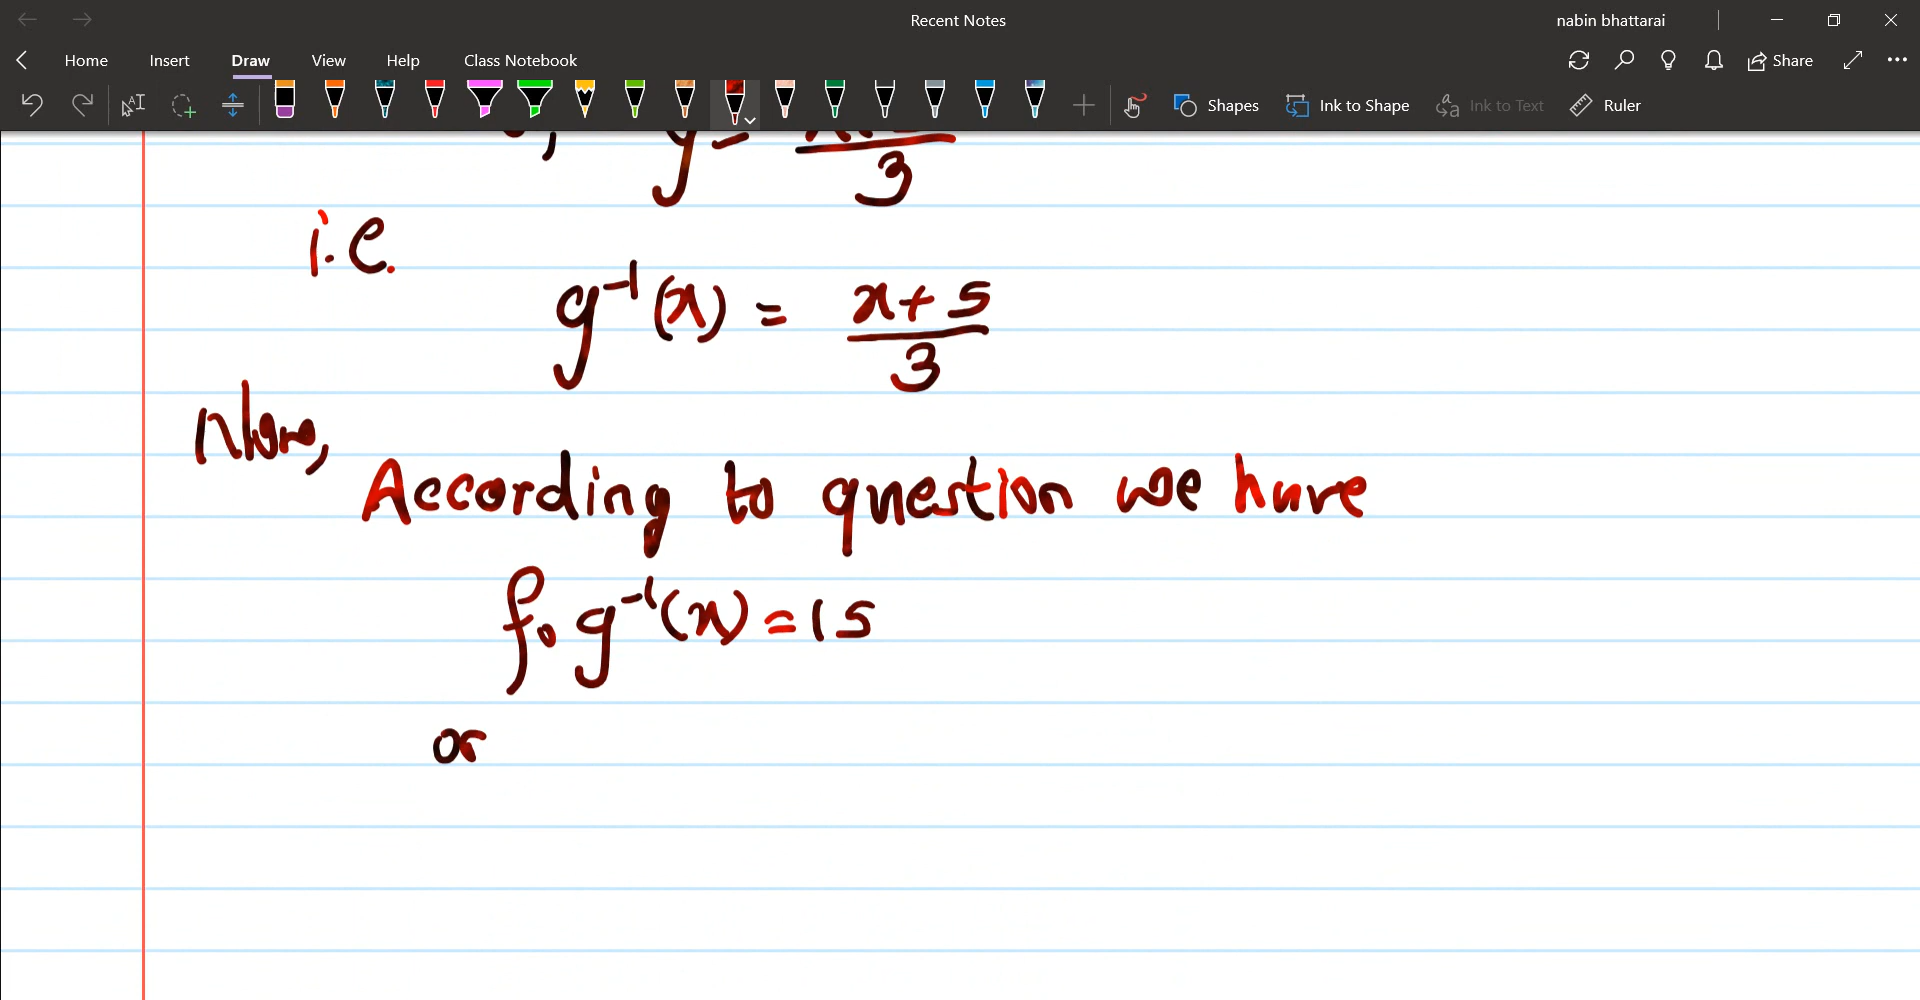 Recent Notes
nabin bhattarai
Home Insert Draw View Help Class Notebook Share
Shapes Ink to Shape Ink to Text Ruler
y =
3
i.e.
g⁻¹(x) = x+5
3
Now,
According to question we have
fog⁻¹(x) = 15
or